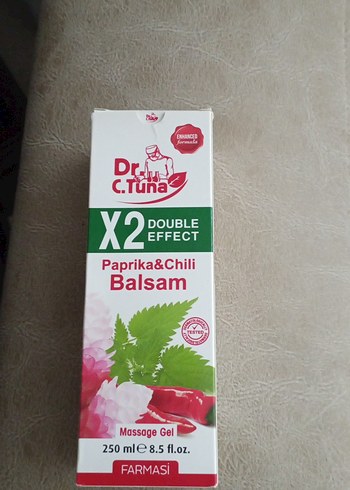 ENHANCED
formula
Dr.
C.Tuna
X2 DOUBLE
EFFECT
Paprika&Chili
Balsam
TESTED
Massage Gel
250 ml e 8.5 fl.oz.
FARMASi